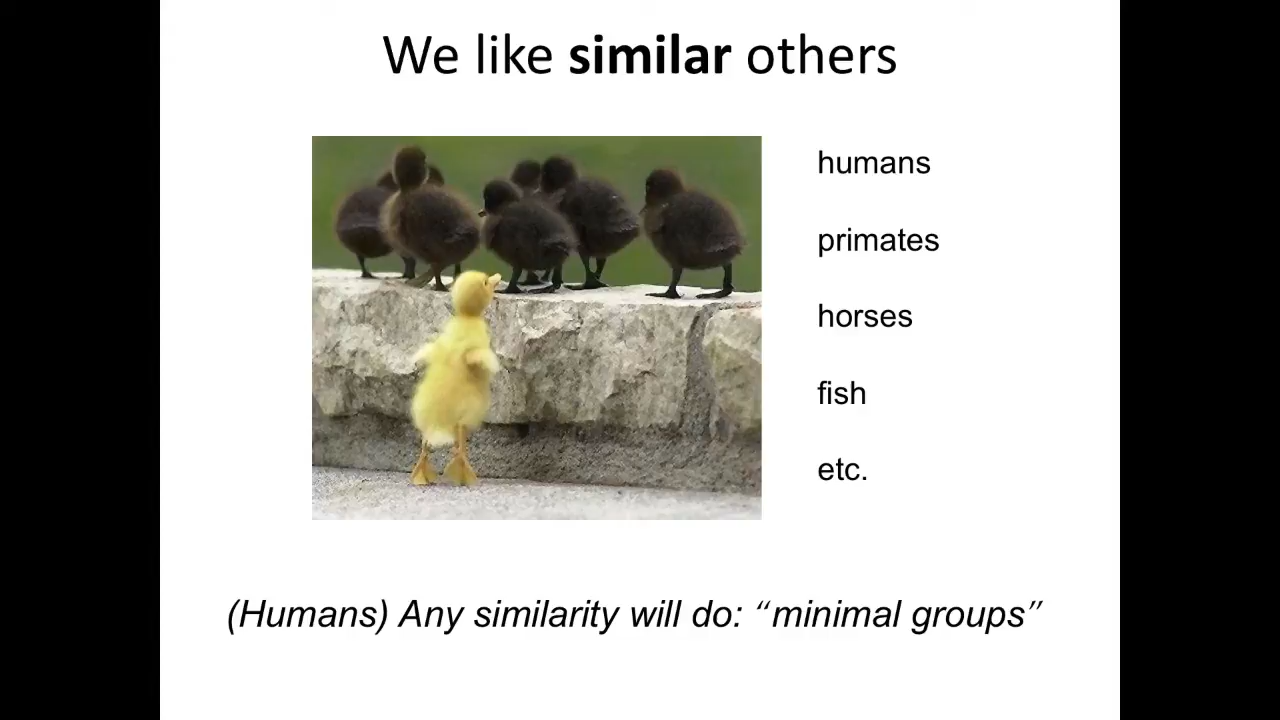 We like similar others
humans
primates
horses
fish
etc.
(Humans) Any similarity will do: “minimal groups”